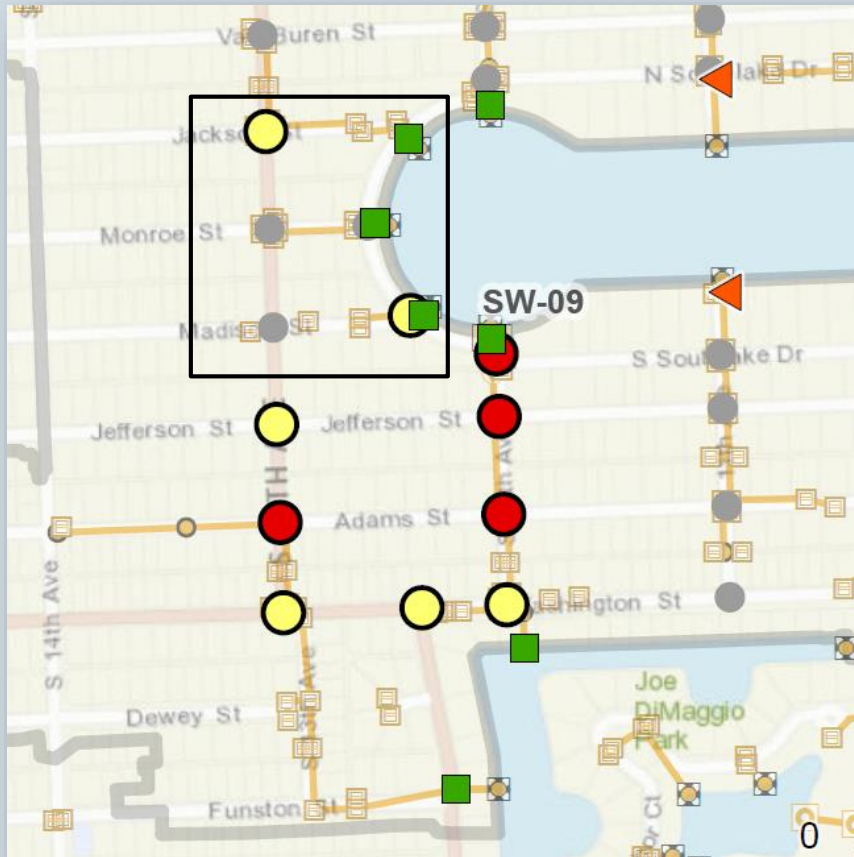 Van Buren St
N Southlake Dr
Jackson St
Monroe St
SW-09
Madison St
S Southlake Dr
Jefferson St
Jefferson St
Adams St
Washington St
S 14th Ave
Joe
DiMaggio
Park
Dewey St
Funston St
0